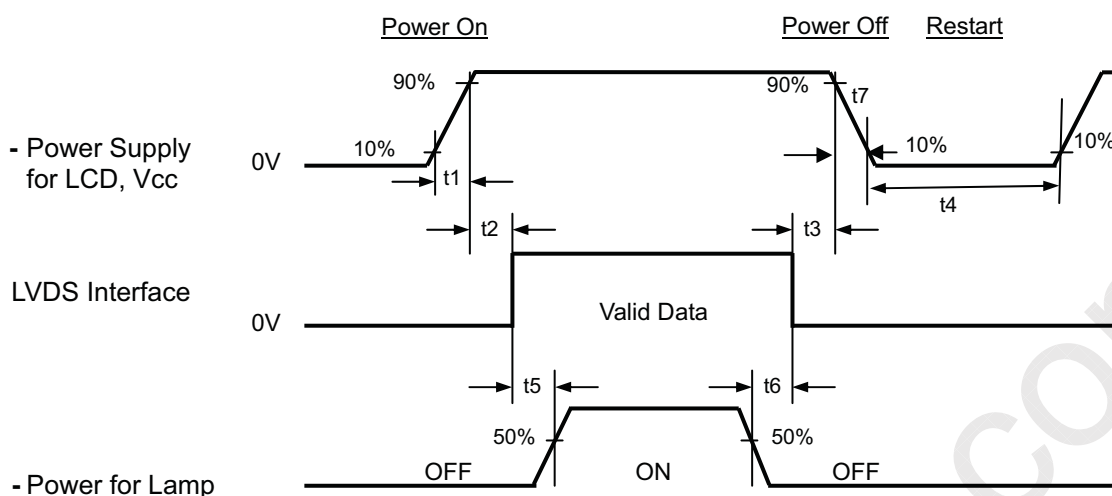 Power On
Power Off
Restart
90%
90%
t7
- Power Supply
for LCD, Vcc
0V
10%
10%
10%
t1
t4
t2
t3
LVDS Interface
0V
Valid Data
t5
t6
50%
50%
- Power for Lamp
OFF
ON
OFF